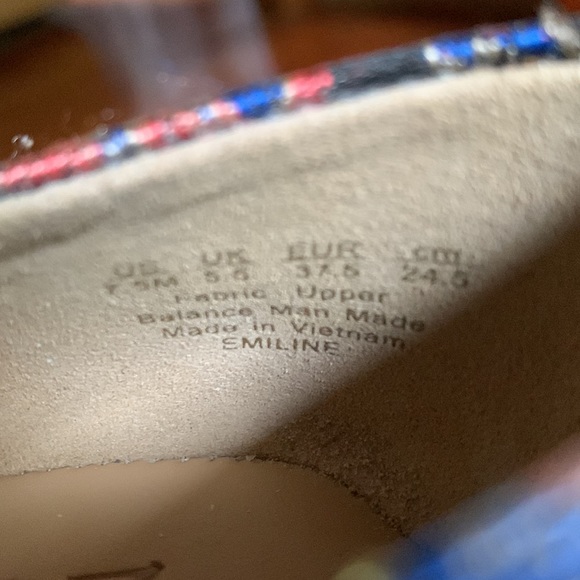 US UK EUR cm
7.5M 5.5 37.5 24.5
Fabric Upper
Balance Man Made
Made in Vietnam
EMILINE